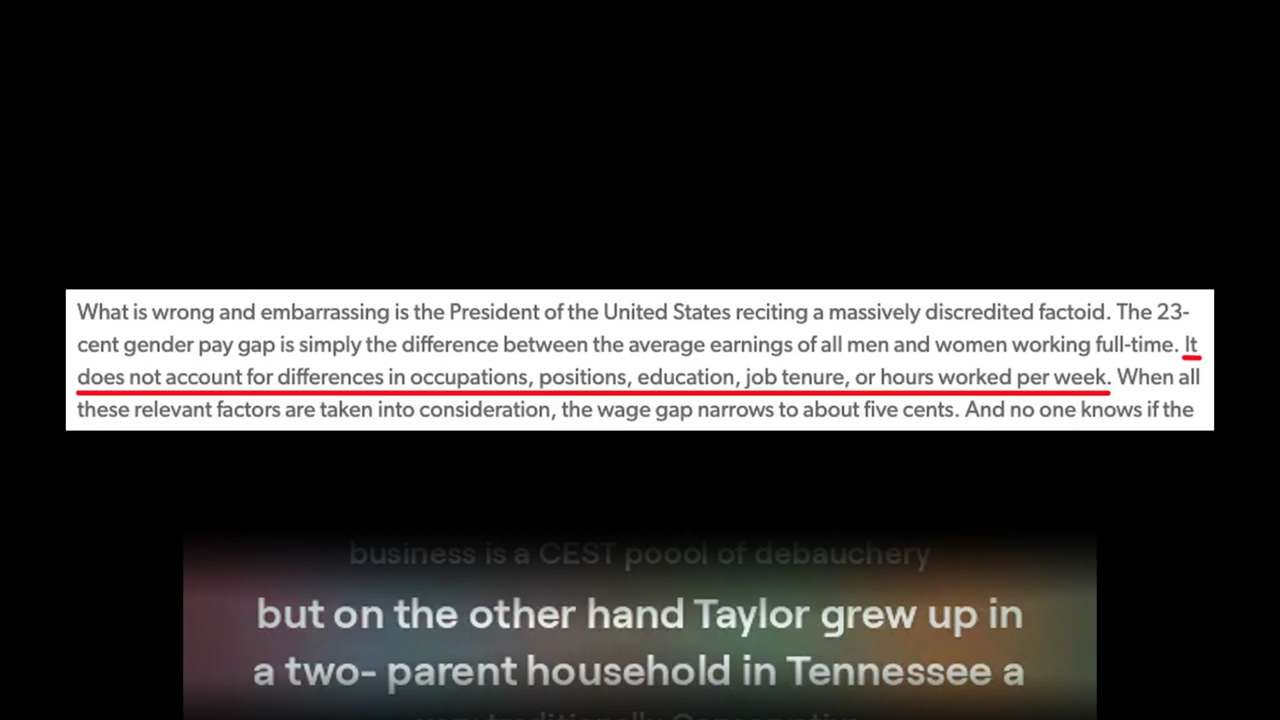 What is wrong and embarrassing is the President of the United States reciting a massively discredited factoid. The 23-
cent gender pay gap is simply the difference between the average earnings of all men and women working full-time. It
does not account for differences in occupations, positions, education, job tenure, or hours worked per week. When all
these relevant factors are taken into consideration, the wage gap narrows to about five cents. And no one knows if the
business is a CEST poool of debauchery
but on the other hand Taylor grew up in
a two- parent household in Tennessee a